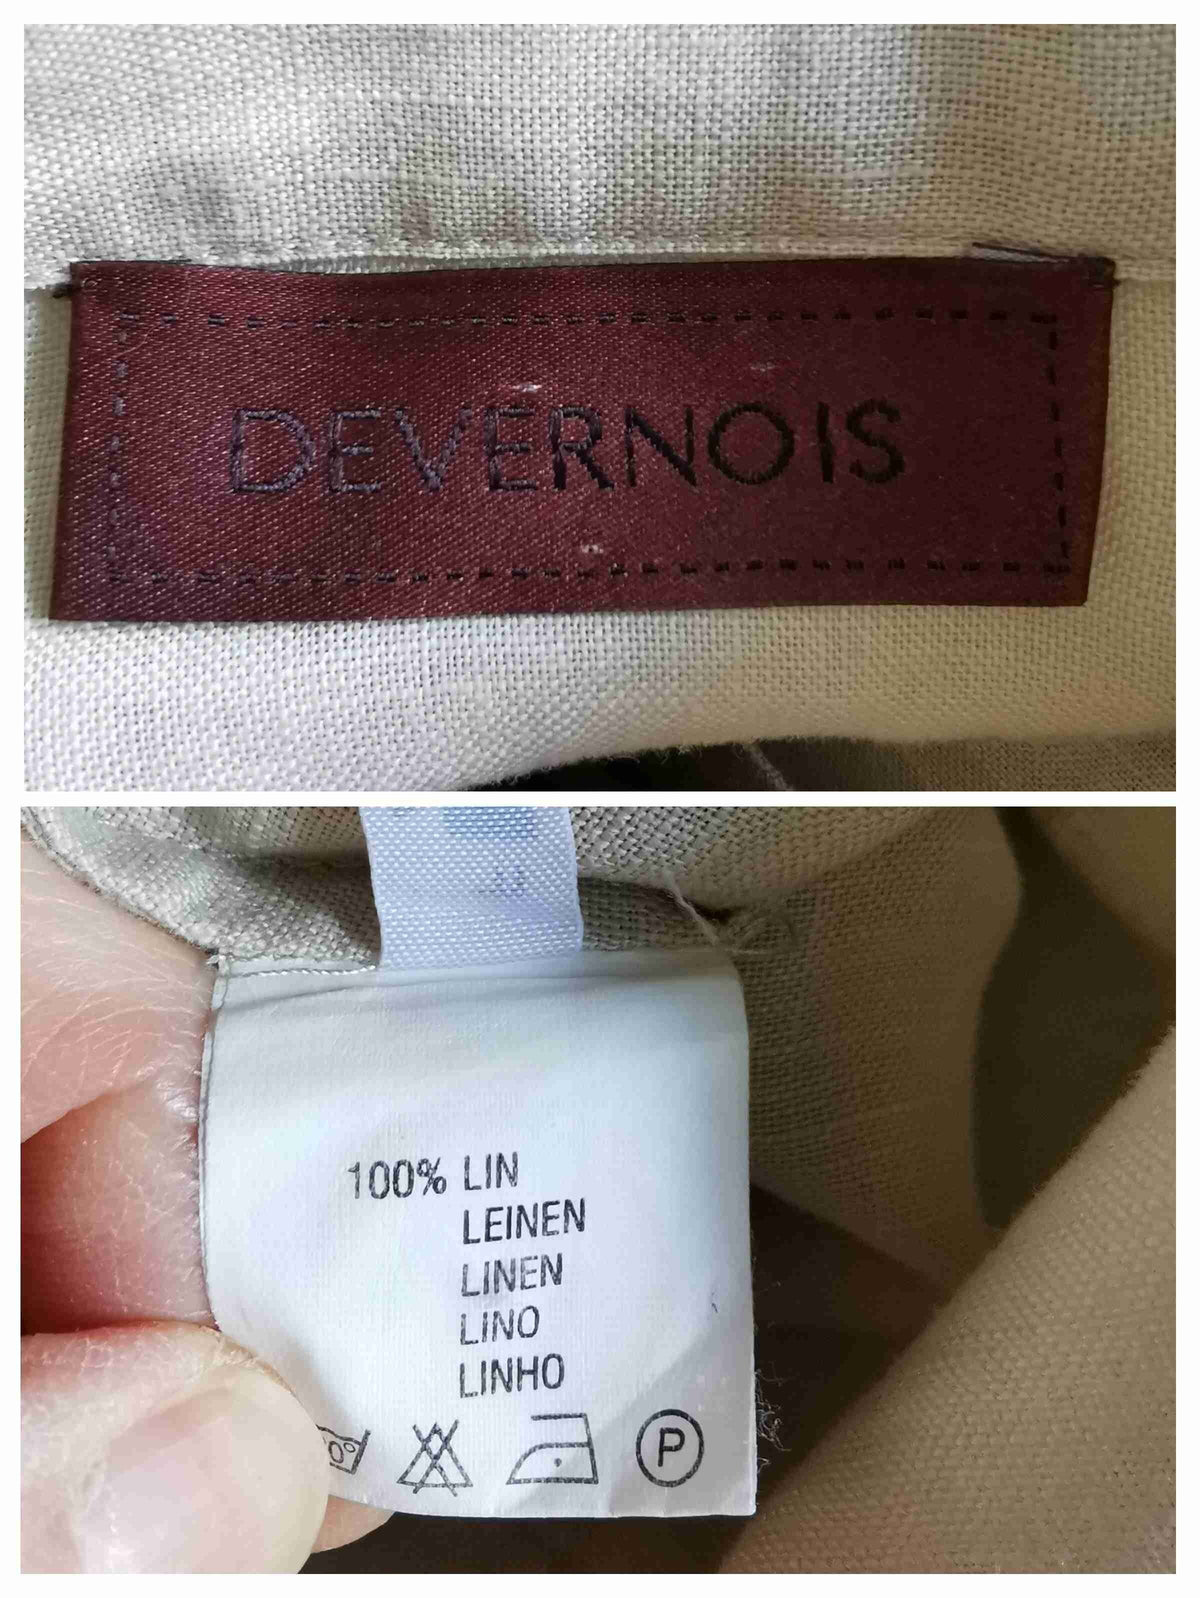 DEVERNOIS
100% LIN
LEINEN
LINEN
LINO
LINHO
P